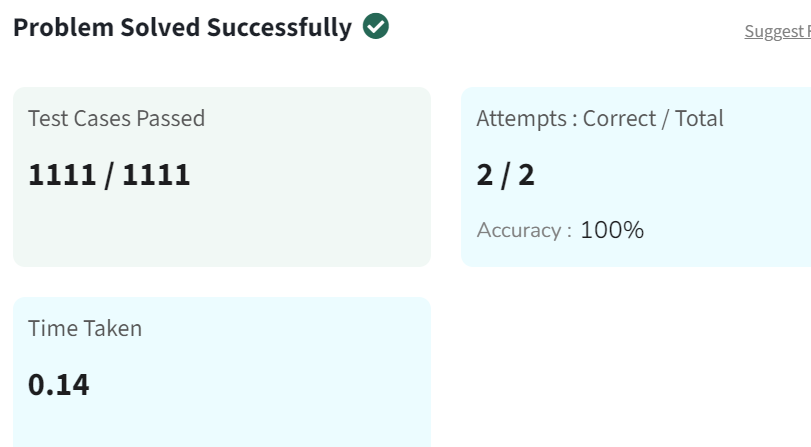 Problem Solved Successfully
Suggest
Test Cases Passed
1111 / 1111
Attempts : Correct / Total
2 / 2
Accuracy : 100%
Time Taken
0.14